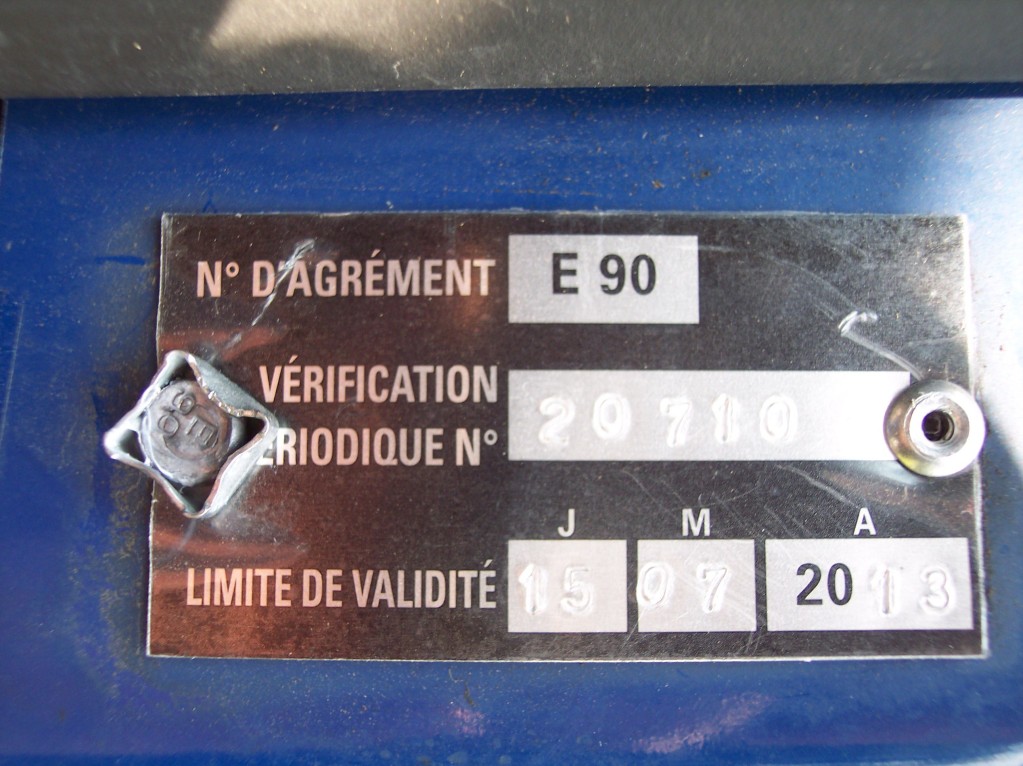 N° D'AGRÉMENT E 90
VÉRIFICATION
ÉRIODIQUE N° 20710
J M A
LIMITE DE VALIDITÉ 15 07 2013